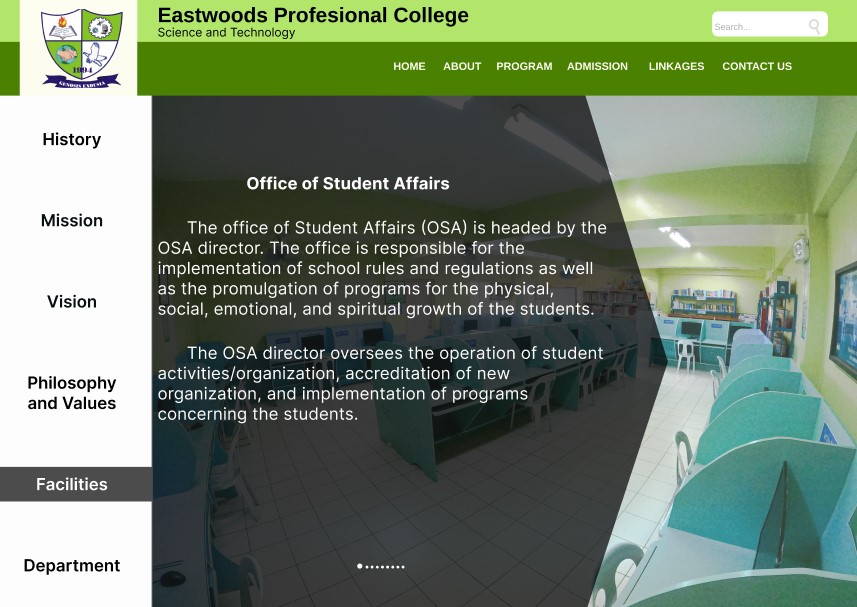 Eastwoods Profesional College
Science and Technology
Search...
1994
HOME ABOUT PROGRAM ADMISSION LINKAGES CONTACT US
History
Mission
Vision
Philosophy
and Values
Facilities
Department
Office of Student Affairs
The office of Student Affairs (OSA) is headed by the
OSA director. The office is responsible for the
implementation of school rules and regulations as well
as the promulgation of programs for the physical,
social, emotional, and spiritual growth of the students.
The OSA director oversees the operation of student
activities/organization, accreditation of new
organization, and implementation of programs
concerning the students.